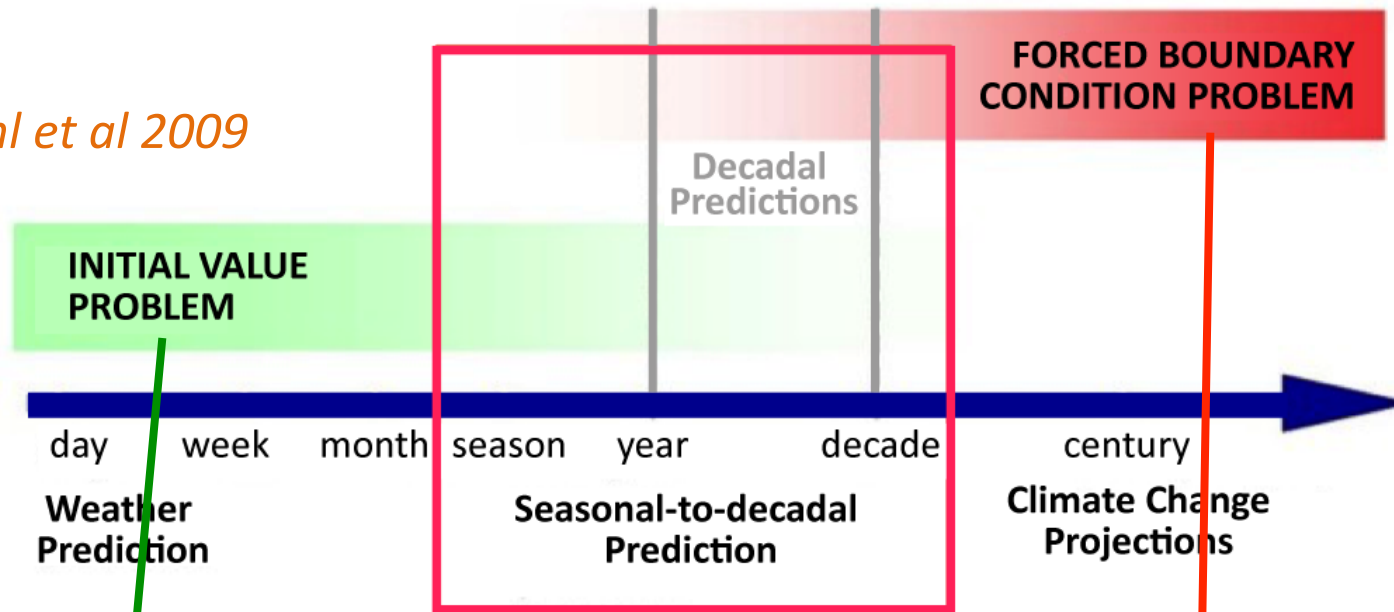 FORCED BOUNDARY
CONDITION PROBLEM
et al 2009
Decadal
Predictions
INITIAL VALUE
PROBLEM
day week month season year decade century
Weather
Prediction
Seasonal-to-decadal
Prediction
Climate Change
Projections